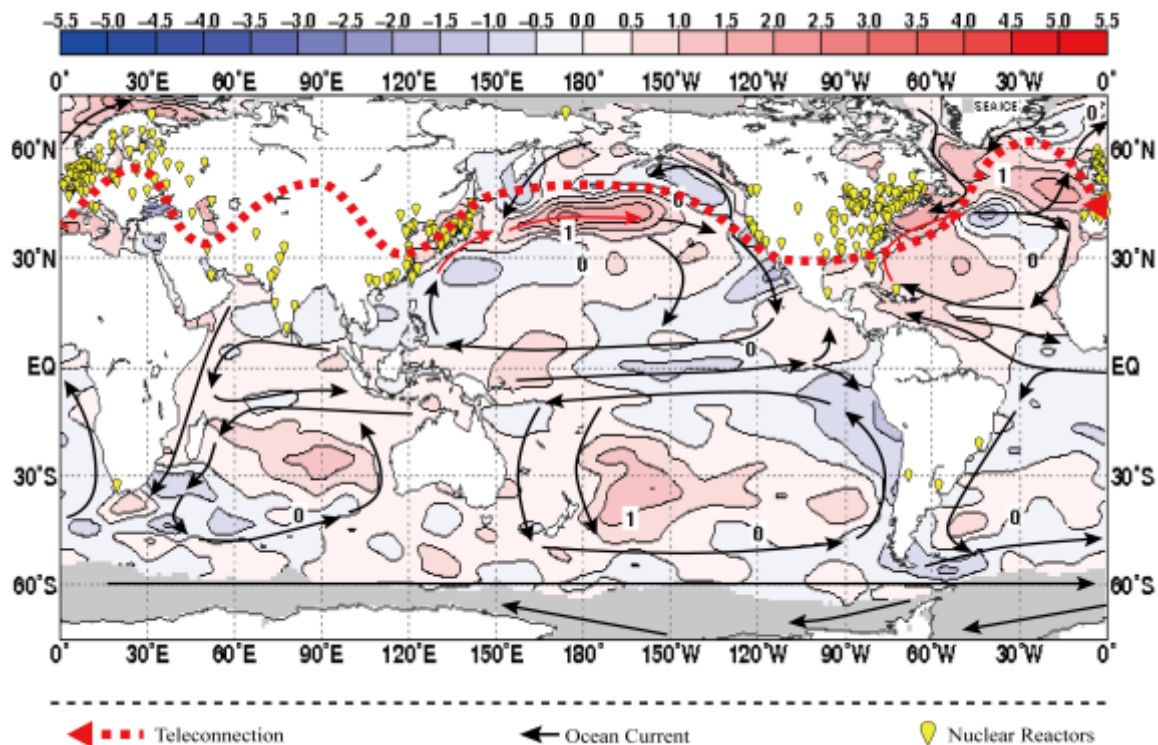 −5.5 −5.0 −4.5 −4.0 −3.5 −3.0 −2.5 −2.0 −1.5 −1.0 −0.5 0.0 0.5 1.0 1.5 2.0 2.5 3.0 3.5 4.0 4.5 5.5
0° 30°E 60°E 90°E 120°E 150°E 180° 150°W 120°W 90°W 60°W 30°W 0°
SEA ICE
0
60°N 60°N
1
0
1
30°N 0 0 30°N
0
EQ EQ
30°S 30°S
0 1 0 0
60°S 60°S
0° 30°E 60°E 90°E 120°E 150°E 180° 150°W 120°W 90°W 60°W 30°W 0°
Teleconnection Ocean Current Nuclear Reactors